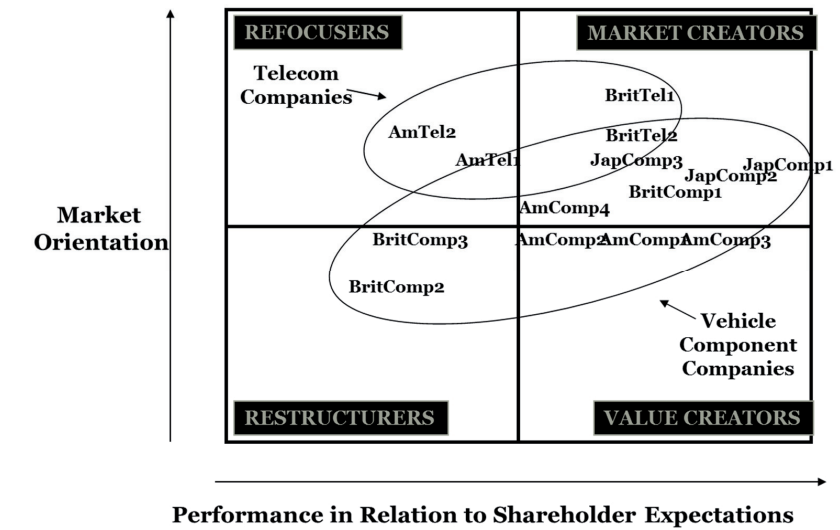 REFOCUSERS
MARKET CREATORS
Telecom
Companies
BritTel1
AmTel2
BritTel2
AmTel1
JapComp3
JapComp1
JapComp2
BritComp1
AmComp4
Market
Orientation
BritComp3
AmComp2
AmComp1
AmComp3
BritComp2
Vehicle
Component
Companies
RESTRUCTURERS
VALUE CREATORS
Performance in Relation to Shareholder Expectations